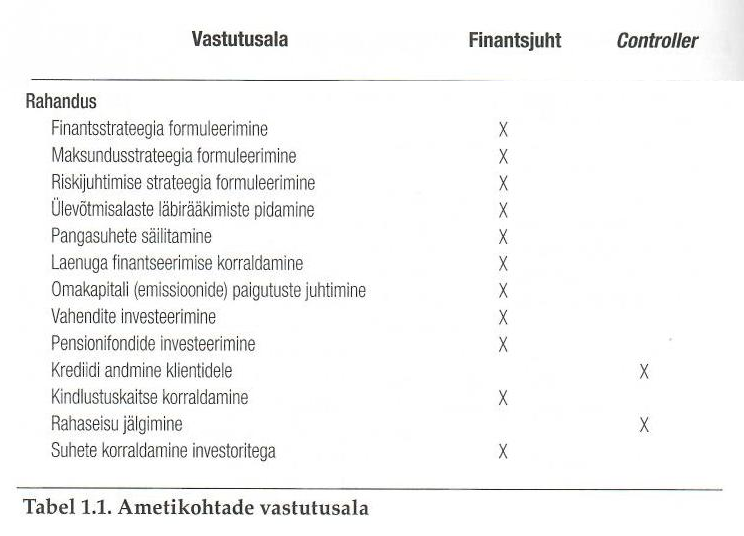 Vastutusala Finantsjuht Controller
Rahandus
Finantsstrateegia formuleerimine X
Maksundusstrateegia formuleerimine X
Riskijuhtimise strateegia formuleerimine X
Ülevõtmisalaste läbirääkimiste pidamine X
Pangasuhete säilitamine X
Laenuga finantseerimise korraldamine X
Omakapitali (emissioonide) paigutuste juhtimine X
Vahendite investeerimine X
Pensionifondide investeerimine X
Krediidi andmine klientidele X
Kindlustuskaitse korraldamine X
Rahaseisu jälgimine X
Suhete korraldamine investoritega X
Tabel 1.1. Ametikohtade vastutusala